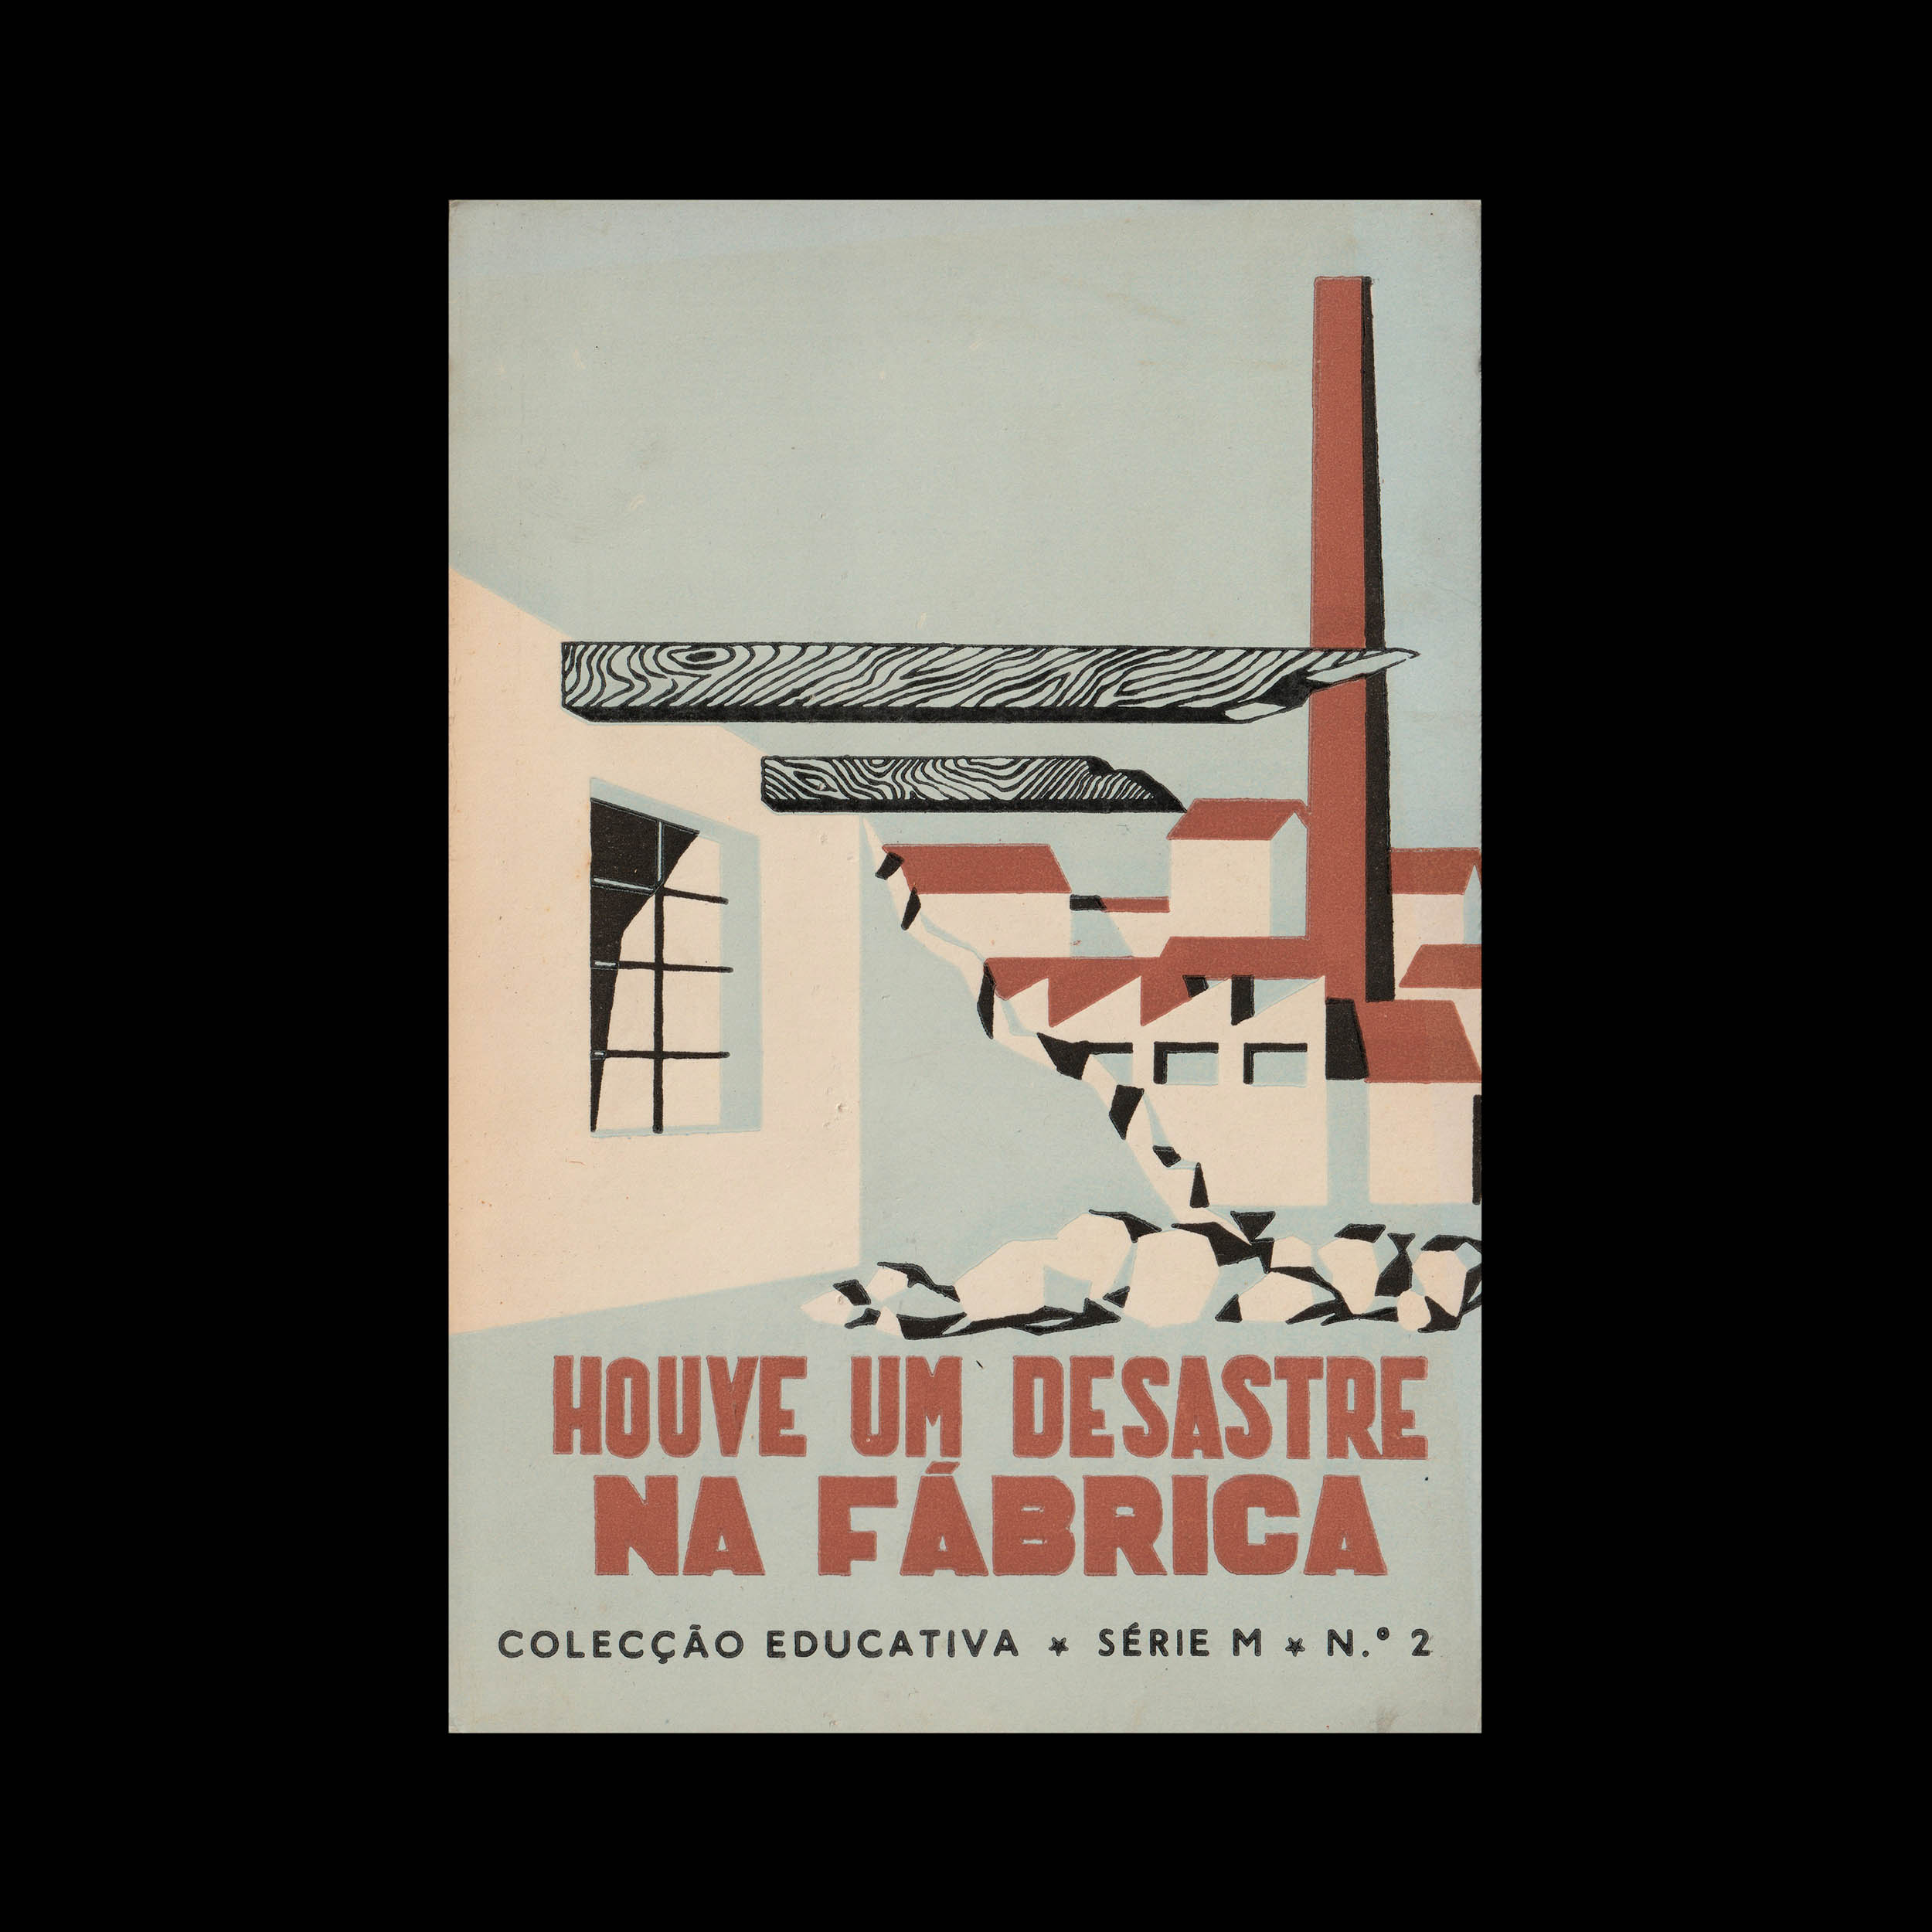 HOUVE UM DESASTRE
NA FÁBRICA
COLECÇÃO EDUCATIVA ★ SÉRIE M ★ N.º 2